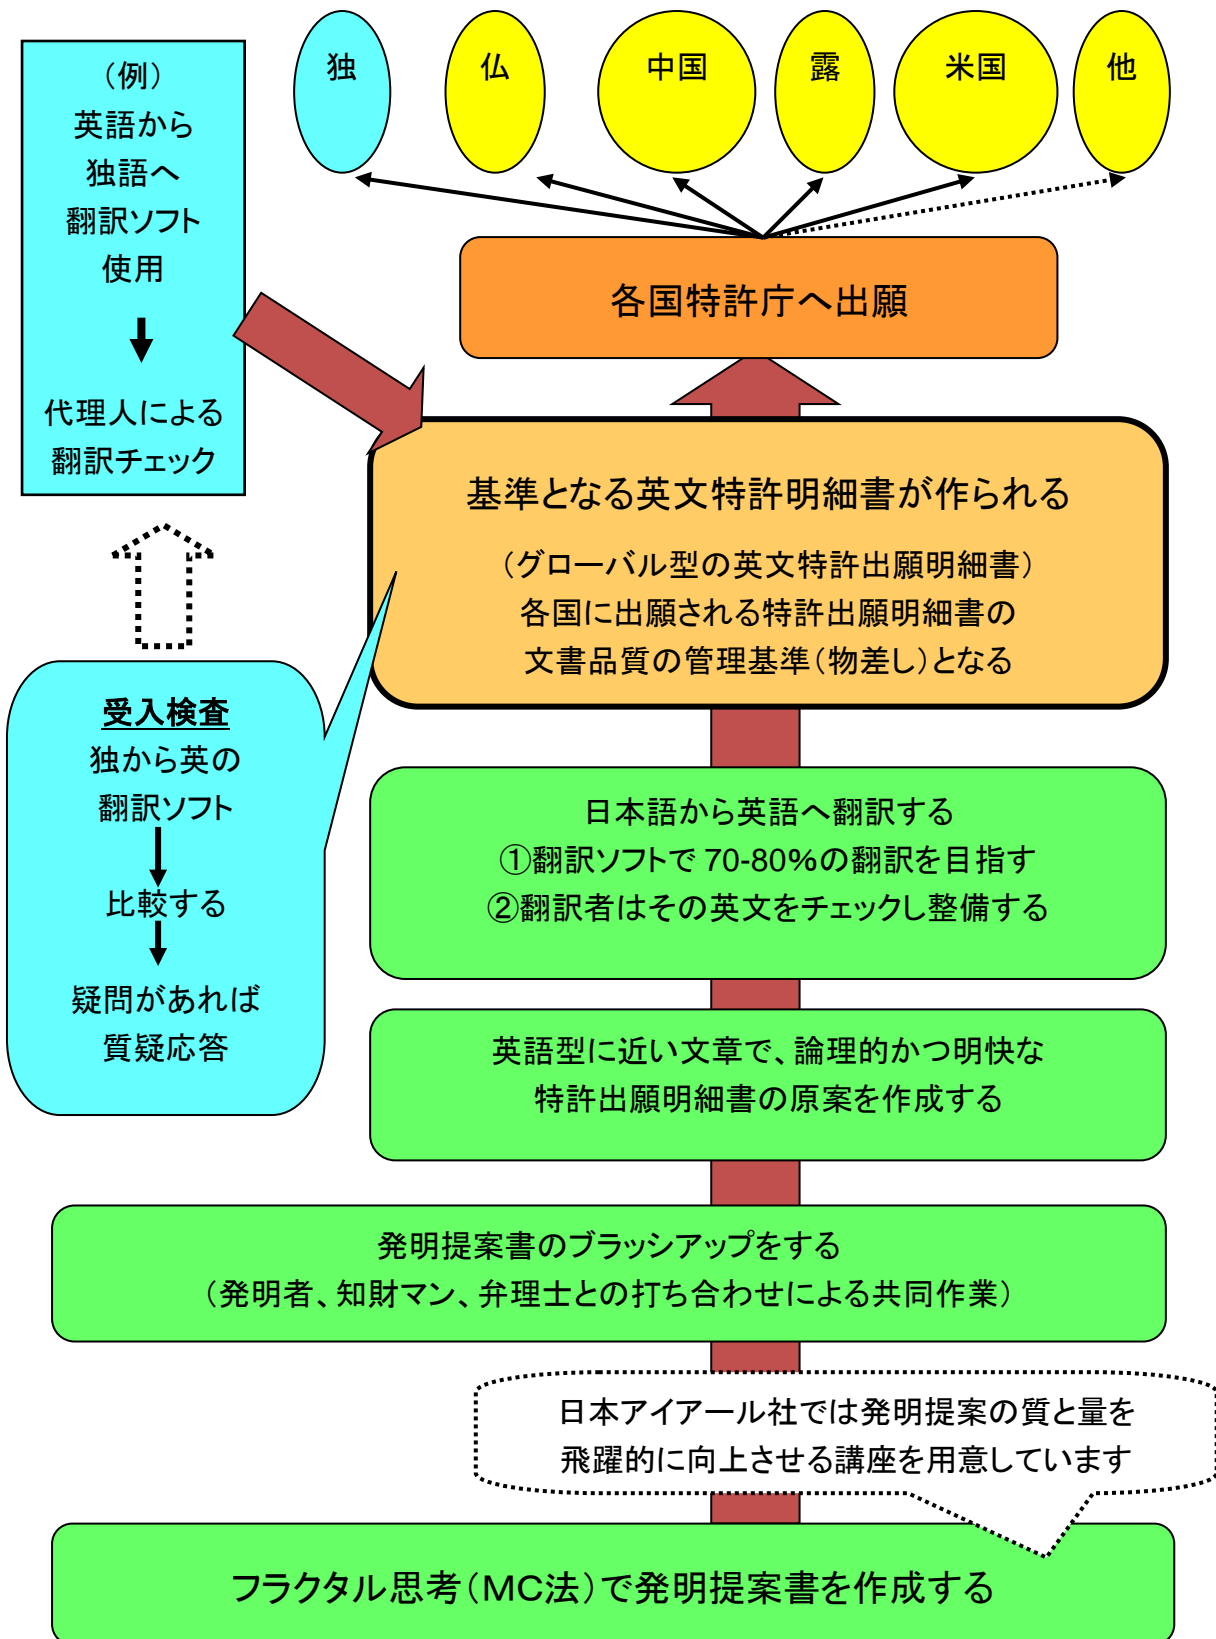 独
仏
中国
露
米国
他
（例）
英語から
独語へ
翻訳ソフト
使用
代理人による
翻訳チェック
各国特許庁へ出願
基準となる英文特許明細書が作られる
（グローバル型の英文特許出願明細書）
各国に出願される特許出願明細書の
文書品質の管理基準（物差し）となる
受入検査
独から英の
翻訳ソフト
比較する
疑問があれば
質疑応答
日本語から英語へ翻訳する
①翻訳ソフトで 70-80%の翻訳を目指す
②翻訳者はその英文をチェックし整備する
英語型に近い文章で、論理的かつ明快な
特許出願明細書の原案を作成する
発明提案書のブラッシアップをする
（発明者、知財マン、弁理士との打ち合わせによる共同作業）
日本アイアール社では発明提案の質と量を
飛躍的に向上させる講座を用意しています
フラクタル思考（ＭＣ法）で発明提案書を作成する